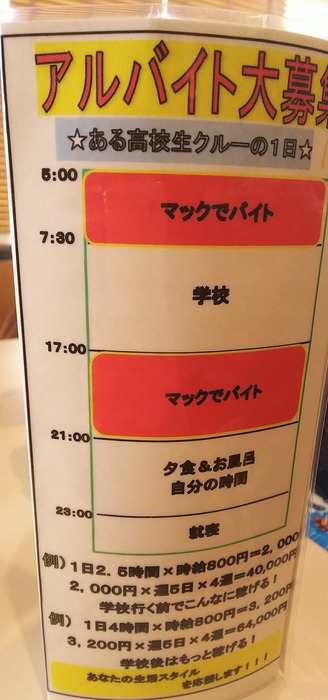 アルバイト大募集
☆ある高校生クルーの1日☆
5:00
マックでバイト
7:30
学校
17:00
マックでバイト
21:00
夕食&お風呂
自分の時間
23:00
就寝
例)1日2.5時間×時給800円=2,000
2,000円×週5日×4週=40,000円
学校行く前でこんなに稼げる!
例) 1日4時間×時給800円=3,200円
3,200円×週5日×4週=64,000円
学校後はもっと稼げる!
あなたの生活スタイル
を応援します!!!